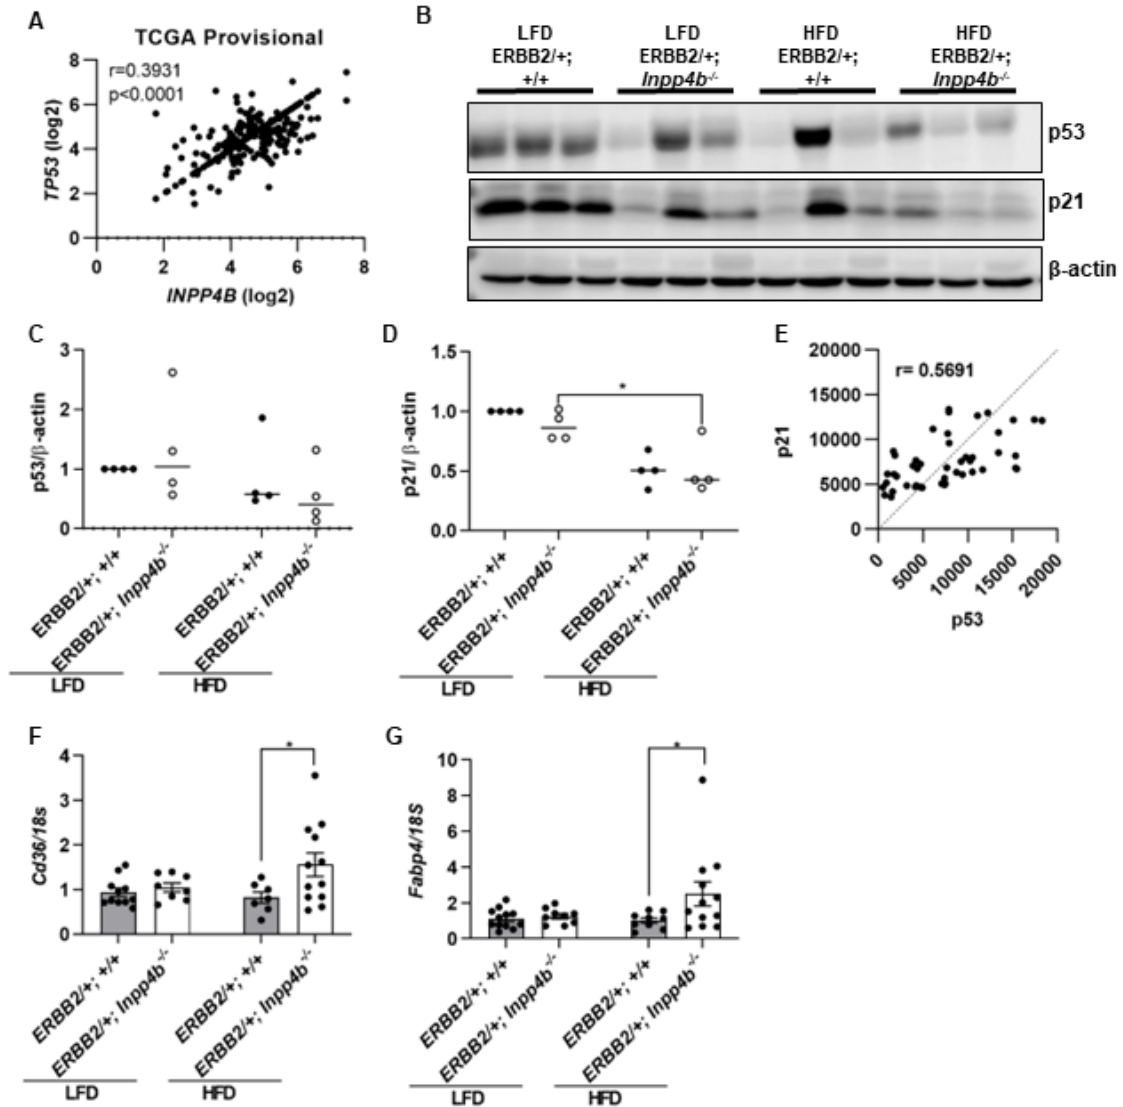 A
TCGA Provisional
r=0.3931
p<0.0001
8
6
4
2
0
TP53 (log2)
0 2 4 6 8
INPP4B (log2)
B
LFD
ERBB2/+;
+/+
LFD
ERBB2/+;
Inpp4b-/-
HFD
ERBB2/+;
+/+
HFD
ERBB2/+;
Inpp4b-/-
p53
p21
β-actin
C
3
2
1
0
p53/β-actin
ERBB2/+; +/+
ERBB2/+; Inpp4b-/-
ERBB2/+; +/+
ERBB2/+; Inpp4b-/-
LFD
HFD
D
1.5
1.0
0.5
0.0
p21/ β-actin
*
ERBB2/+; +/+
ERBB2/+; Inpp4b-/-
ERBB2/+; +/+
ERBB2/+; Inpp4b-/-
LFD
HFD
E
20000
15000
10000
5000
0
p21
r= 0.5691
0 5000 10000 15000 20000
p53
F
4
3
2
1
0
Cd36/18s
*
ERBB2/+; +/+
ERBB2/+; Inpp4b-/-
ERBB2/+; +/+
ERBB2/+; Inpp4b-/-
LFD
HFD
G
10
8
6
4
2
0
Fabp4/18S
*
ERBB2/+; +/+
ERBB2/+; Inpp4b-/-
ERBB2/+; +/+
ERBB2/+; Inpp4b-/-
LFD
HFD